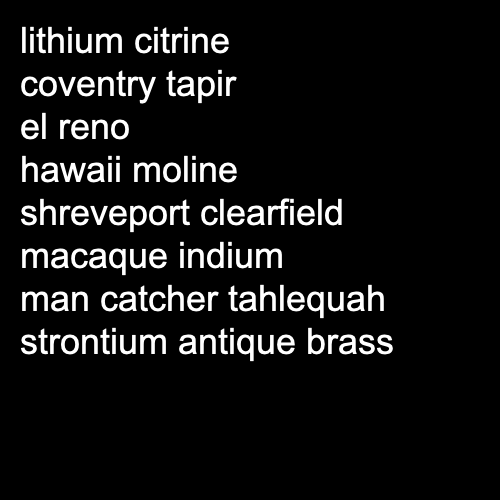 lithium citrine
coventry tapir
el reno
hawaii moline
shreveport clearfield
macaque indium
man catcher tahlequah
strontium antique brass